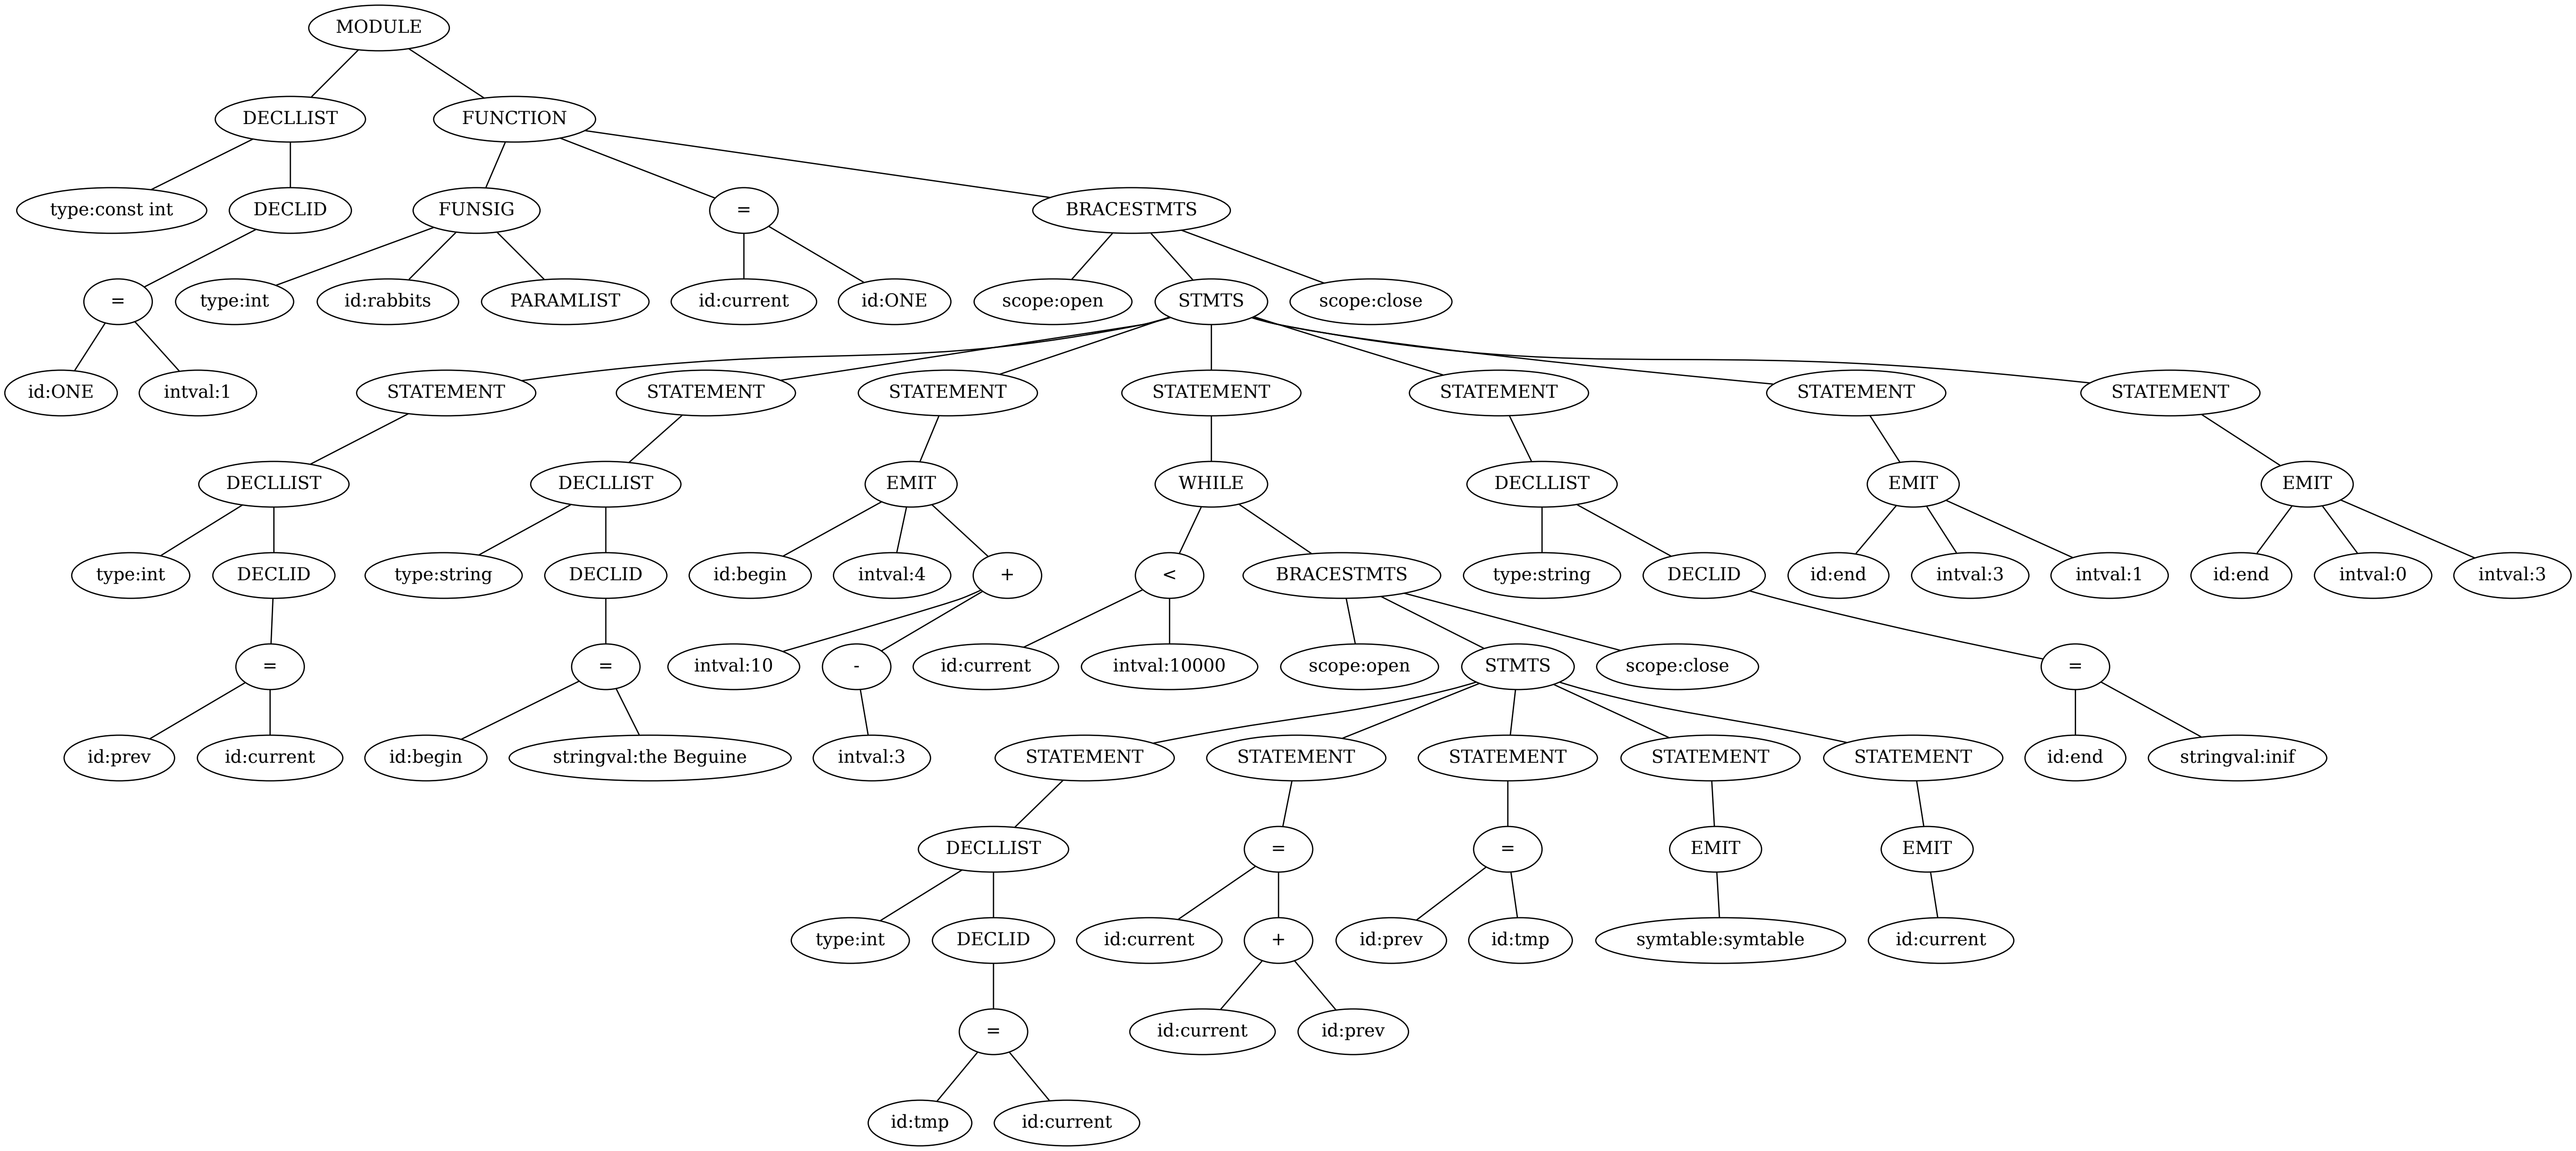 MODULE
DECLLIST FUNCTION
type:const int DECLID FUNSIG = BRACESTMTS
= type:int id:rabbits PARAMLIST id:current id:ONE scope:open STMTS scope:close
id:ONE intval:1 STATEMENT STATEMENT STATEMENT STATEMENT STATEMENT STATEMENT STATEMENT
DECLLIST DECLLIST EMIT WHILE DECLLIST EMIT EMIT
type:int DECLID type:string DECLID id:begin intval:4 + < BRACESTMTS type:string DECLID id:end intval:3 intval:1 id:end intval:0 intval:3
= = intval:10 - id:current intval:10000 scope:open STMTS scope:close =
id:prev id:current id:begin stringval:the Beguine intval:3 STATEMENT STATEMENT STATEMENT STATEMENT STATEMENT id:end stringval:inif
DECLLIST = = EMIT EMIT
type:int DECLID id:current + id:prev id:tmp symtable:symtable id:current
= id:current id:prev
id:tmp id:current